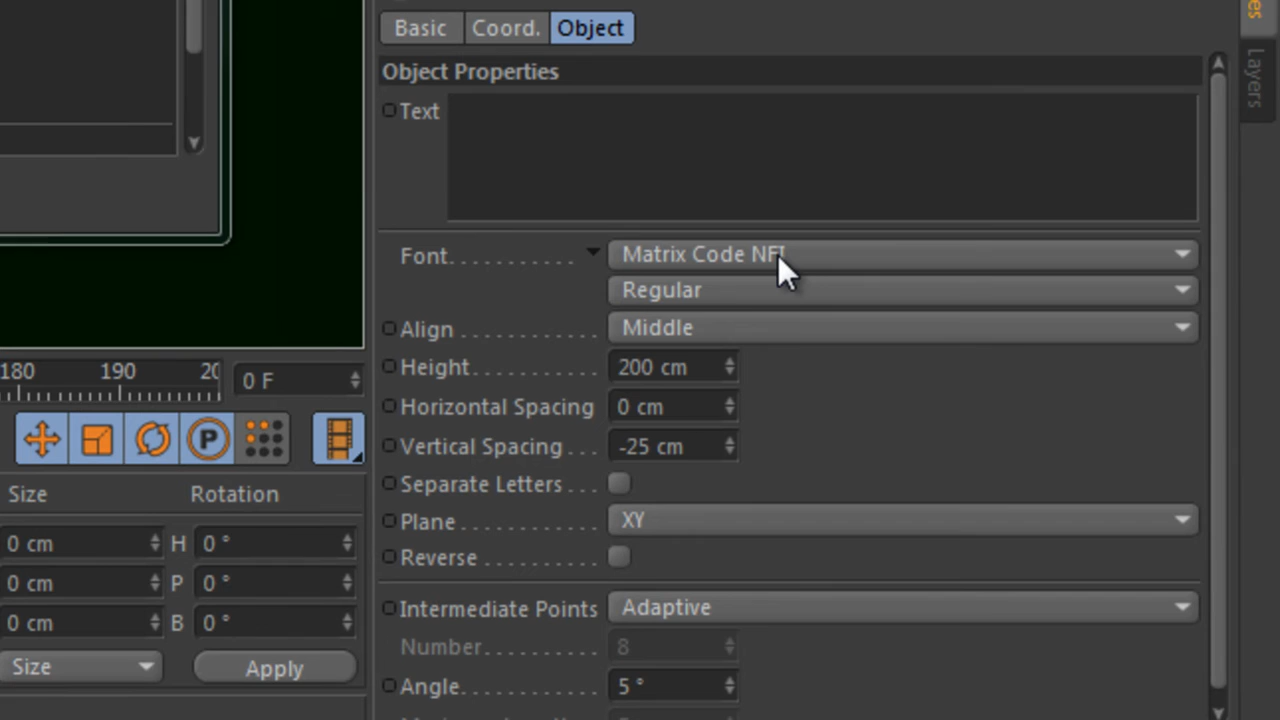 Basic Coord. Object
es
Layers
Object Properties
Text
Font Matrix Code NFI
Regular
Align Middle
Height 200 cm
Horizontal Spacing 0 cm
Vertical Spacing -25 cm
Separate Letters
Plane XY
Reverse
Intermediate Points Adaptive
Number 8
Angle 5 °
180 190 20 0 F
P
Size Rotation
0 cm H 0 °
0 cm P 0 °
0 cm B 0 °
Size Apply